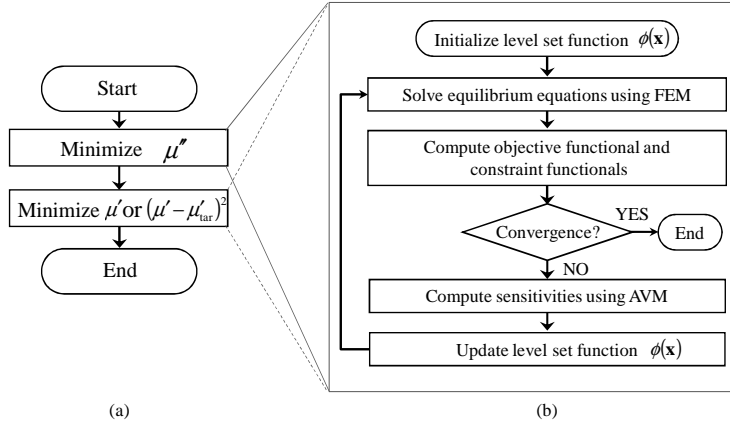 Start
Minimize μ″
Minimize μ′ or (μ′ − μ′tar)²
End
(a)
Initialize level set function ϕ(x)
Solve equilibrium equations using FEM
Compute objective functional and
constraint functionals
Convergence?
YES
End
NO
Compute sensitivities using AVM
Update level set function ϕ(x)
(b)